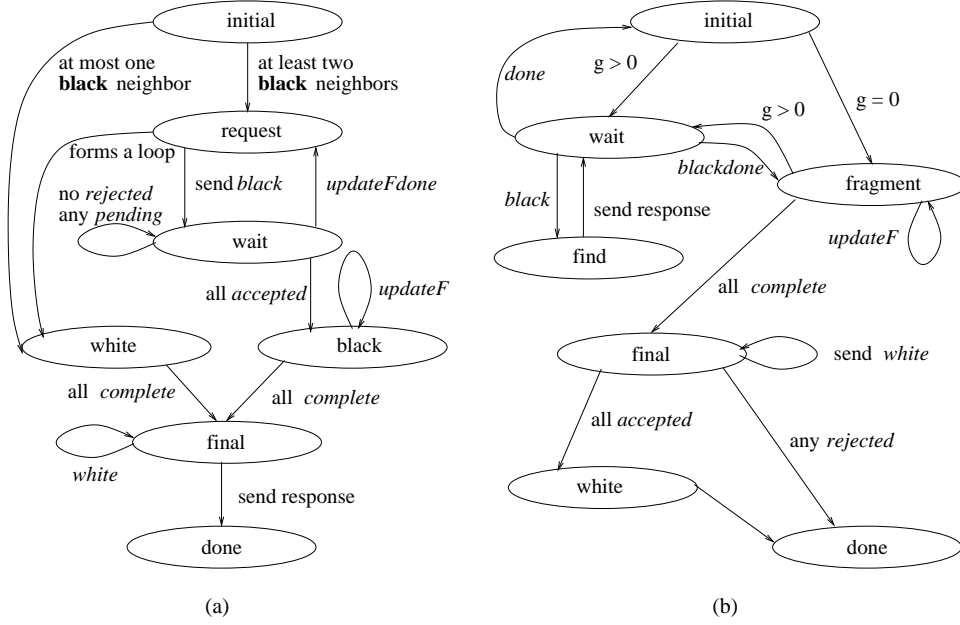 initial
at most one
black neighbor
at least two
black neighbors
request
forms a loop
send black
updateFdone
no rejected
any pending
wait
all accepted
updateF
white
black
all complete
all complete
final
white
send response
done
(a)
initial
done
g > 0
g > 0
g = 0
wait
blackdone
fragment
black
send response
updateF
find
all complete
final
send white
all accepted
any rejected
white
done
(b)